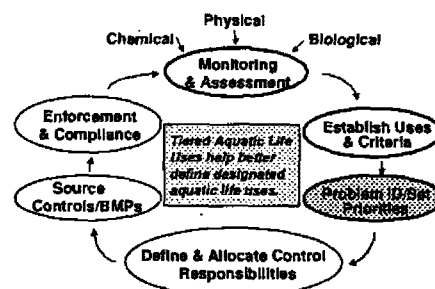 Physical
Chemical
Biological
Monitoring
& Assessment
Enforcement
& Compliance
Establish Uses
& Criteria
Tiered Aquatic Life
Uses help better
define designated
aquatic life uses.
Source
Controls/BMPs
Problem ID/Set
Priorities
Define & Allocate Control
Responsibilities